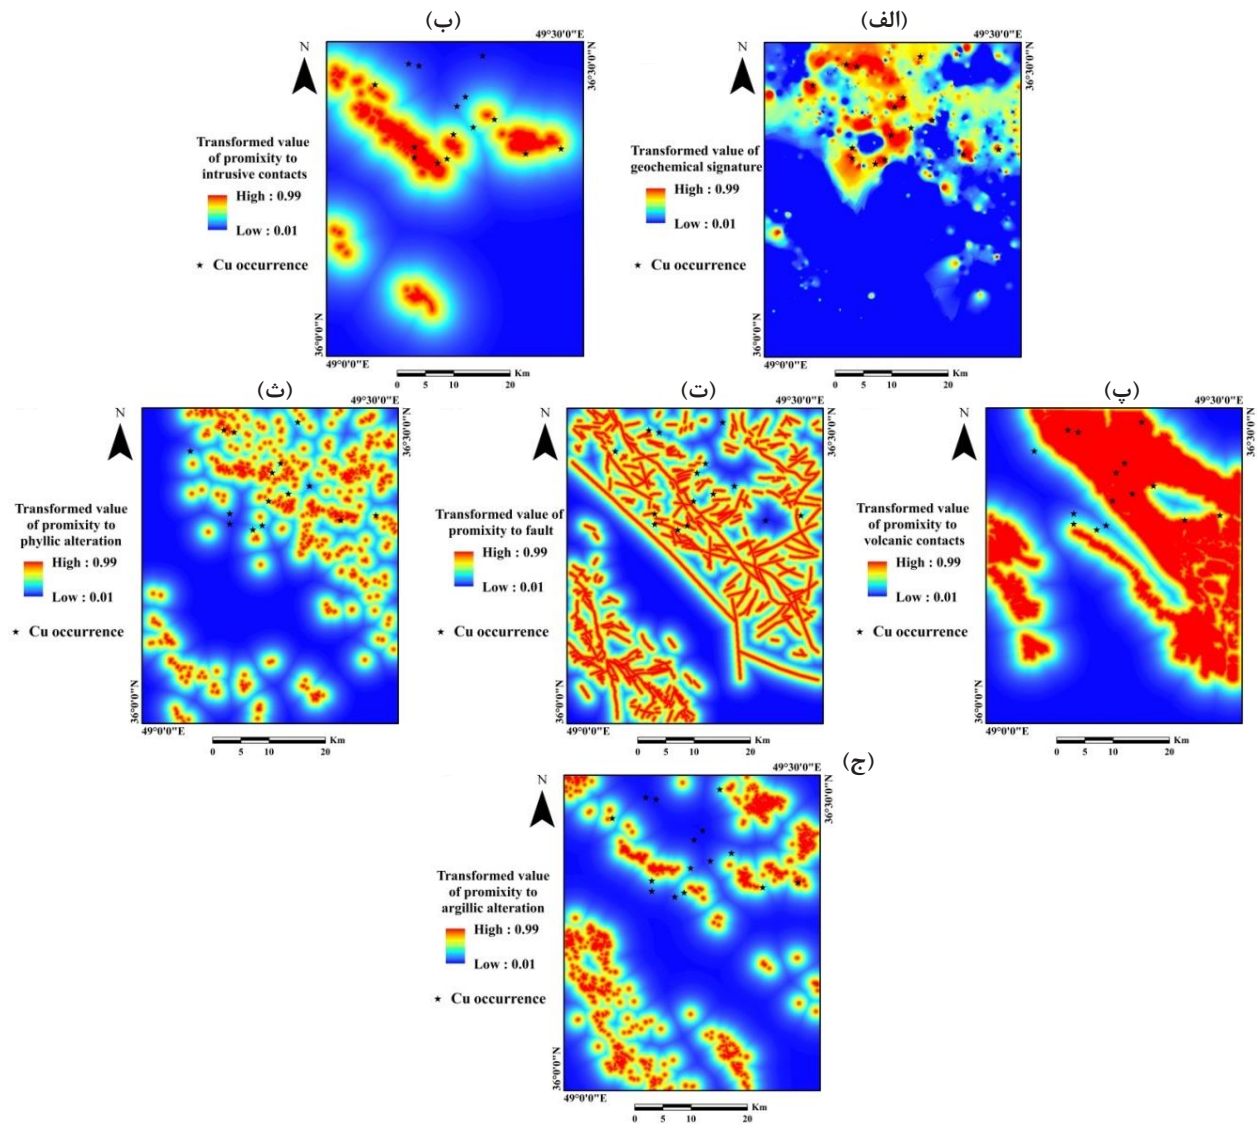 (الف)
49°30'0"E
36°30'0"N
N
Transformed value of
geochemical signature
High : 0.99
Low : 0.01
Cu occurrence
36°0'0"N
49°0'0"E
Km
0 5 10 20
(ب)
49°30'0"E
36°30'0"N
N
Transformed value
of promixity to
intrusive contacts
High : 0.99
Low : 0.01
Cu occurrence
36°0'0"N
49°0'0"E
Km
0 5 10 20
(پ)
49°30'0"E
36°30'0"N
N
Transformed value
of promixity to
volcanic contacts
High : 0.99
Low : 0.01
Cu occurrence
36°0'0"N
49°0'0"E
Km
0 5 10 20
(ت)
49°30'0"E
36°30'0"N
N
Transformed value of
promixity to fault
High : 0.99
Low : 0.01
Cu occurrence
36°0'0"N
49°0'0"E
Km
0 5 10 20
(ث)
49°30'0"E
36°30'0"N
N
Transformed value
of promixity to
phyllic alteration
High : 0.99
Low : 0.01
Cu occurrence
36°0'0"N
49°0'0"E
Km
0 5 10 20
(ج)
49°30'0"E
36°30'0"N
N
Transformed value
of promixity to
argillic alteration
High : 0.99
Low : 0.01
Cu occurrence
36°0'0"N
49°0'0"E
Km
0 5 10 20